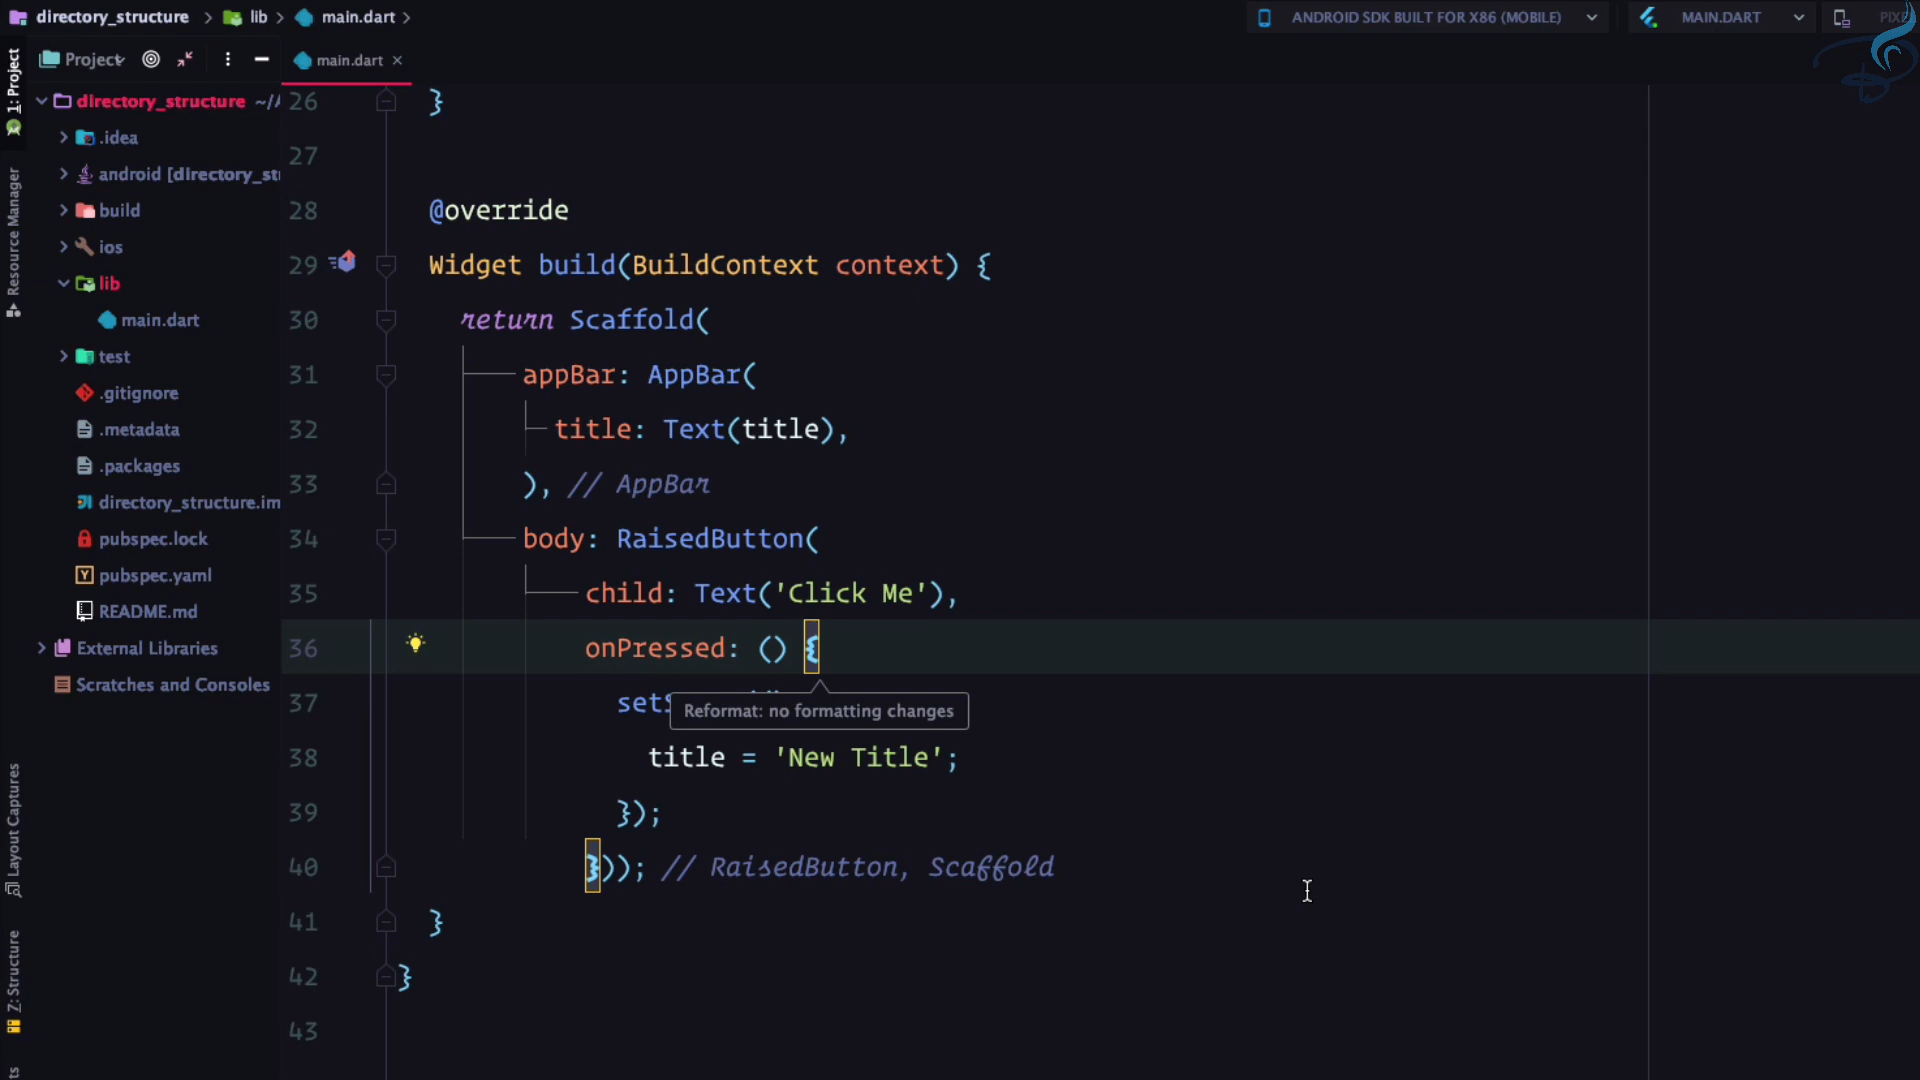 directory_structure
lib
main.dart
ANDROID SDK BUILT FOR X86 (MOBILE)
MAIN.DART
1: Project
Resource Manager
Layout Captures
Z: Structure
Project
main.dart
directory_structure ~/
.idea
android
build
ios
lib
main.dart
test
.gitignore
.metadata
.packages
directory_structure.im
pubspec.lock
pubspec.yaml
README.md
External Libraries
Scratches and Consoles
26 }
27
28 @override
29 Widget build(BuildContext context) {
30 return Scaffold(
31 appBar: AppBar(
32 title: Text(title),
33 ), // AppBar
34 body: RaisedButton(
35 child: Text('Click Me'),
36 onPressed: () {
37
Reformat: no formatting changes
38 title = 'New Title';
39 });
40 })); // RaisedButton, Scaffold
41 }
42 }
43